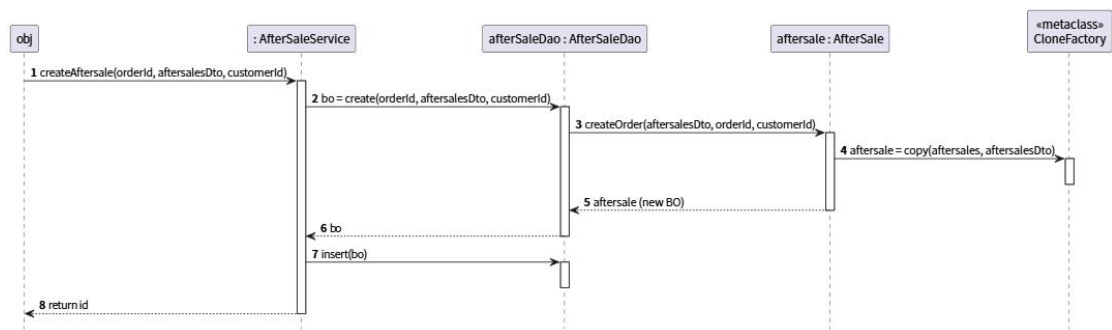 «metaclass»
obj
: AfterSaleService
afterSaleDao : AfterSaleDao
aftersale : AfterSale
CloneFactory
1 createAftersale(orderId, aftersalesDto, customerId)
2 bo = create(orderId, aftersalesDto, customerId)
3 createOrder(aftersalesDto, orderId, customerId)
4 aftersale = copy(aftersales, aftersalesDto)
5 aftersale (new BO)
6 bo
7 insert(bo)
8 return id